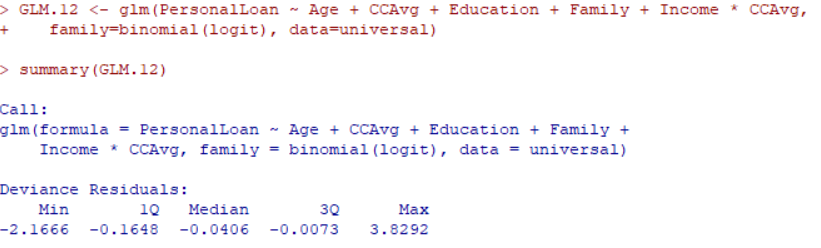 > GLM.12 <- glm(PersonalLoan ~ Age + CCAvg + Education + Family + Income * CCAvg,
+    family=binomial(logit), data=universal)
> summary(GLM.12)
Call:
glm(formula = PersonalLoan ~ Age + CCAvg + Education + Family +
    Income * CCAvg, family = binomial(logit), data = universal)
Deviance Residuals:
    Min       1Q   Median       3Q      Max
-2.1666  -0.1648  -0.0406  -0.0073   3.8292